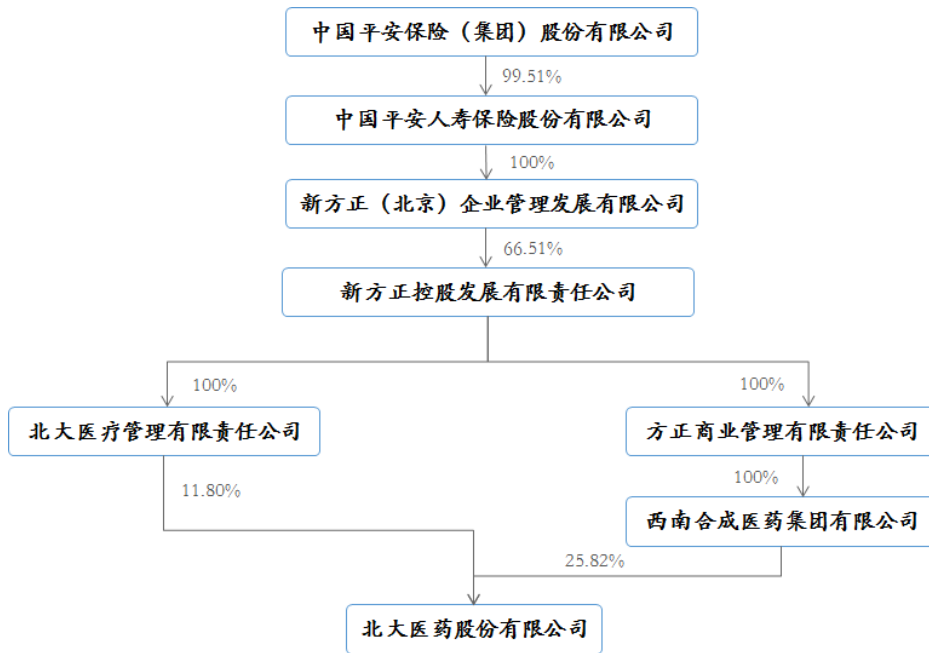 中国平安保险（集团）股份有限公司
99.51%
中国平安人寿保险股份有限公司
100%
新方正（北京）企业管理发展有限公司
66.51%
新方正控股发展有限责任公司
100%
100%
北大医疗管理有限责任公司
方正商业管理有限责任公司
11.80%
100%
西南合成医药集团有限公司
25.82%
北大医药股份有限公司